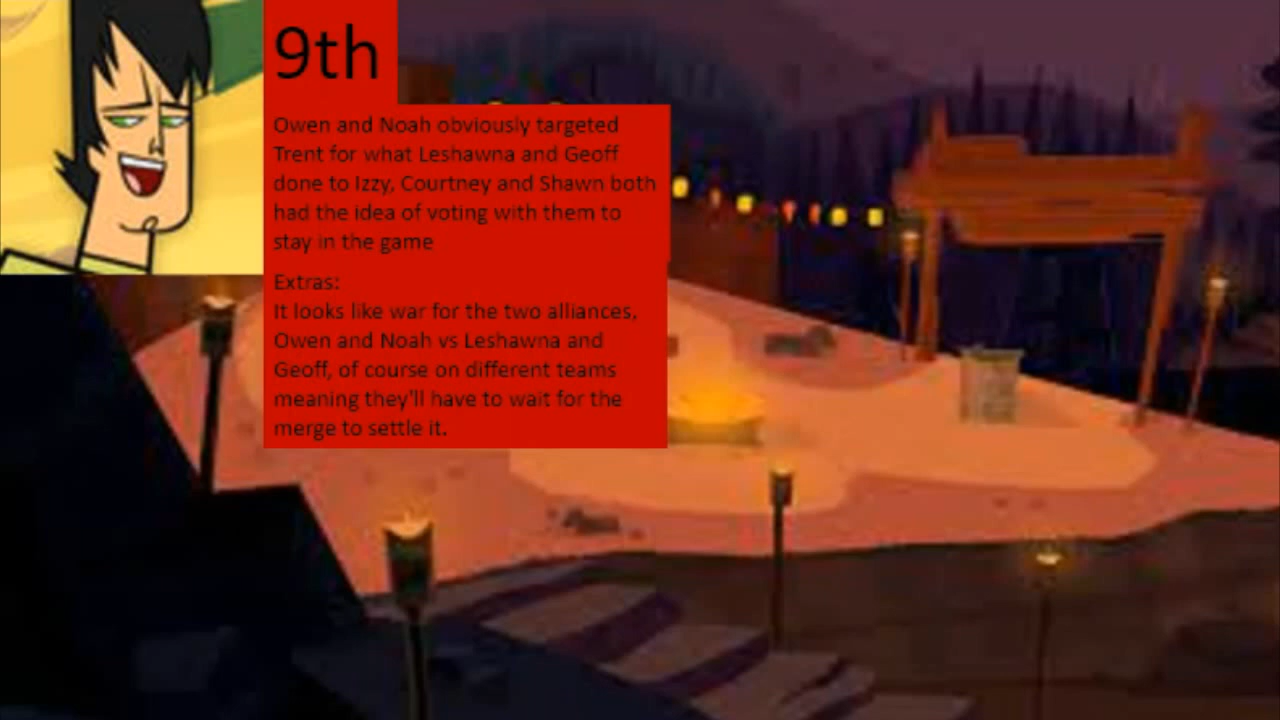 9th
Owen and Noah obviously targeted
Trent for what Leshawna and Geoff
done to Izzy, Courtney and Shawn both
had the idea of voting with them to
stay in the game
Extras:
It looks like war for the two alliances,
Owen and Noah vs Leshawna and
Geoff, of course on different teams
meaning they'll have to wait for the
merge to settle it.